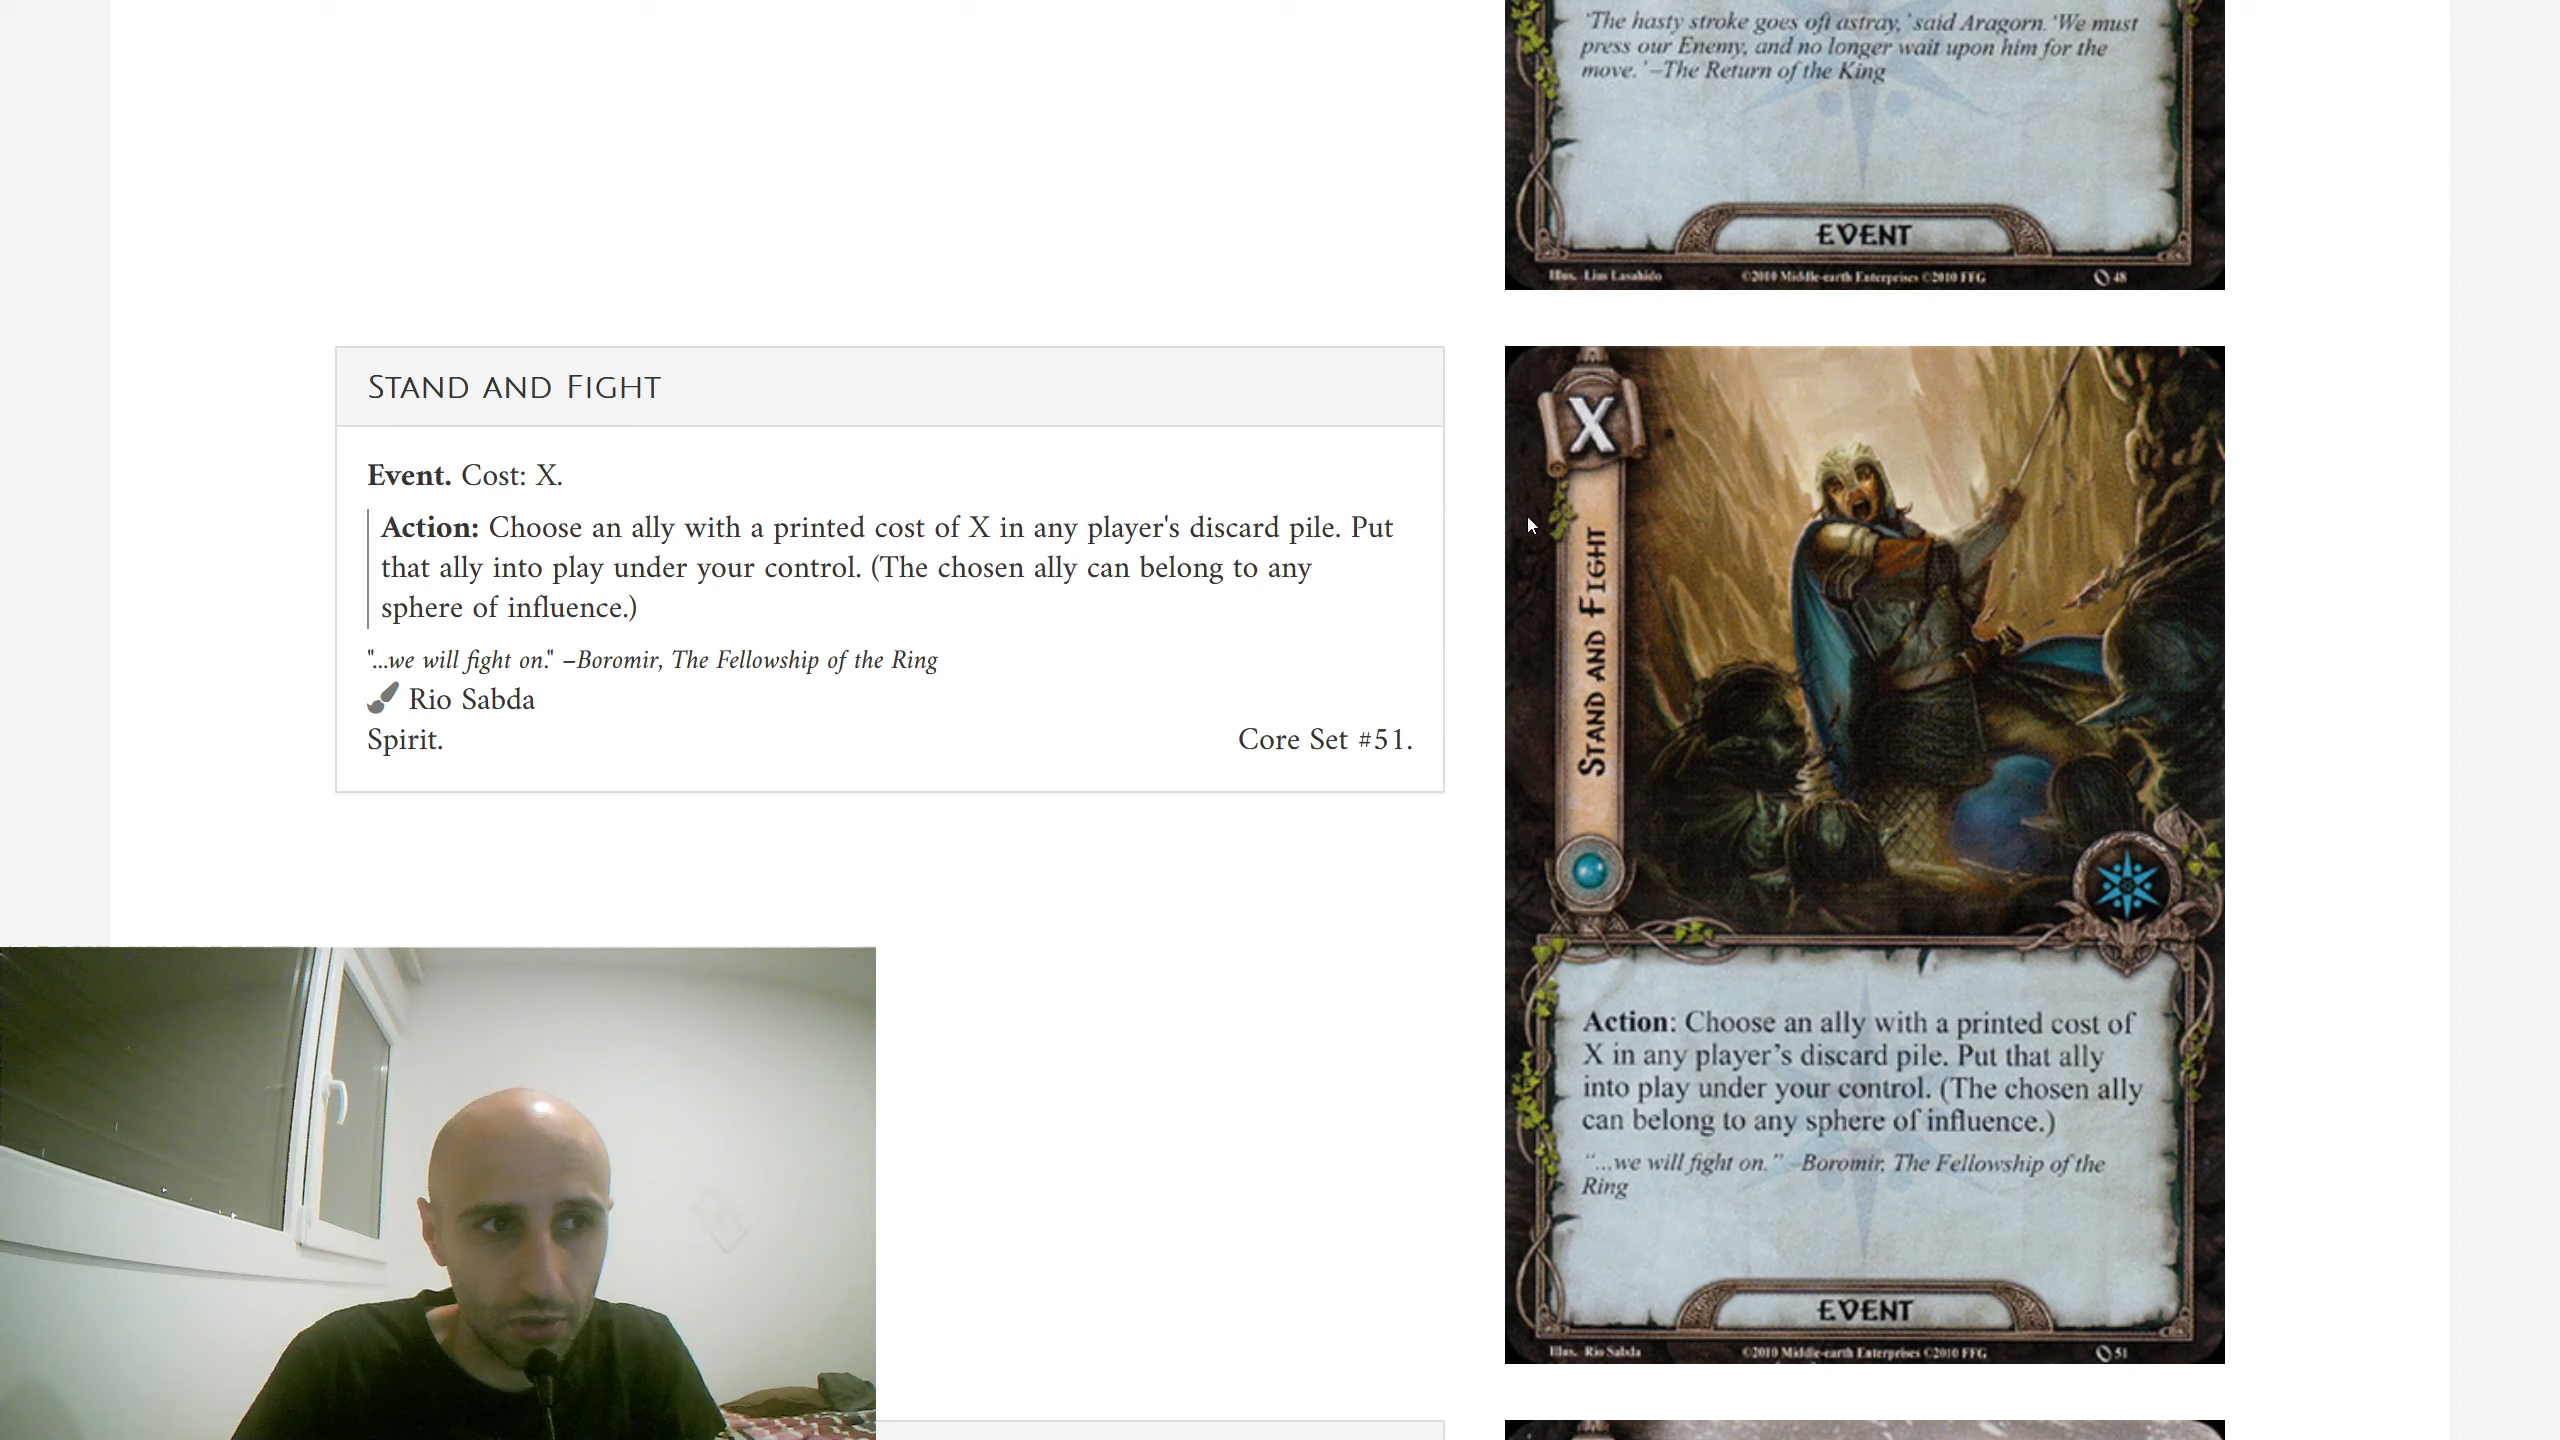 'The hasty stroke goes oft astray,' said Aragorn. 'We must
press our Enemy, and no longer wait upon him for the
move.' –The Return of the King
EVENT
Illus. Lius Lasahido
©2010 Middle-earth Enterprises ©2010 FFG
48
STAND AND FIGHT
Event. Cost: X.
Action: Choose an ally with a printed cost of X in any player's discard pile. Put
that ally into play under your control. (The chosen ally can belong to any
sphere of influence.)
"...we will fight on." –Boromir, The Fellowship of the Ring
Rio Sabda
Spirit.
Core Set #51.
X
STAND AND FIGHT
Action: Choose an ally with a printed cost of
X in any player's discard pile. Put that ally
into play under your control. (The chosen ally
can belong to any sphere of influence.)
"...we will fight on." –Boromir, The Fellowship of the
Ring
EVENT
Illus. Rio Sabda
©2010 Middle-earth Enterprises ©2010 FFG
51